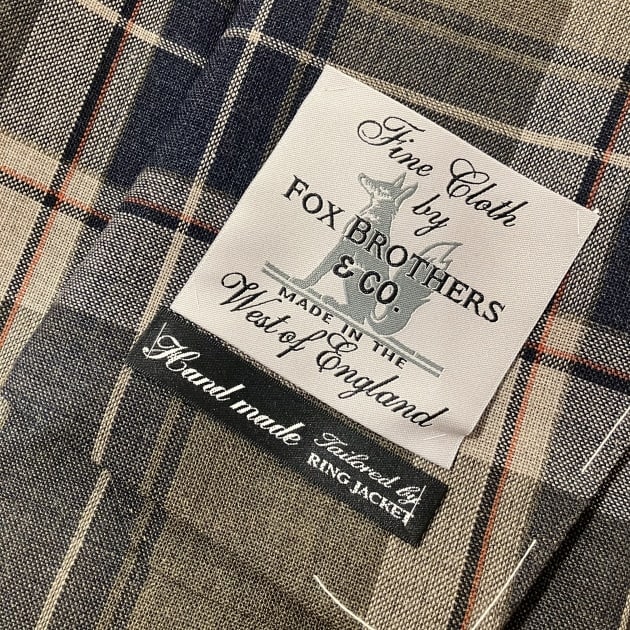 Fine Cloth
by
FOX BROTHERS
& CO.
MADE IN THE
West of England
Hand made
Tailored by
RING JACKET